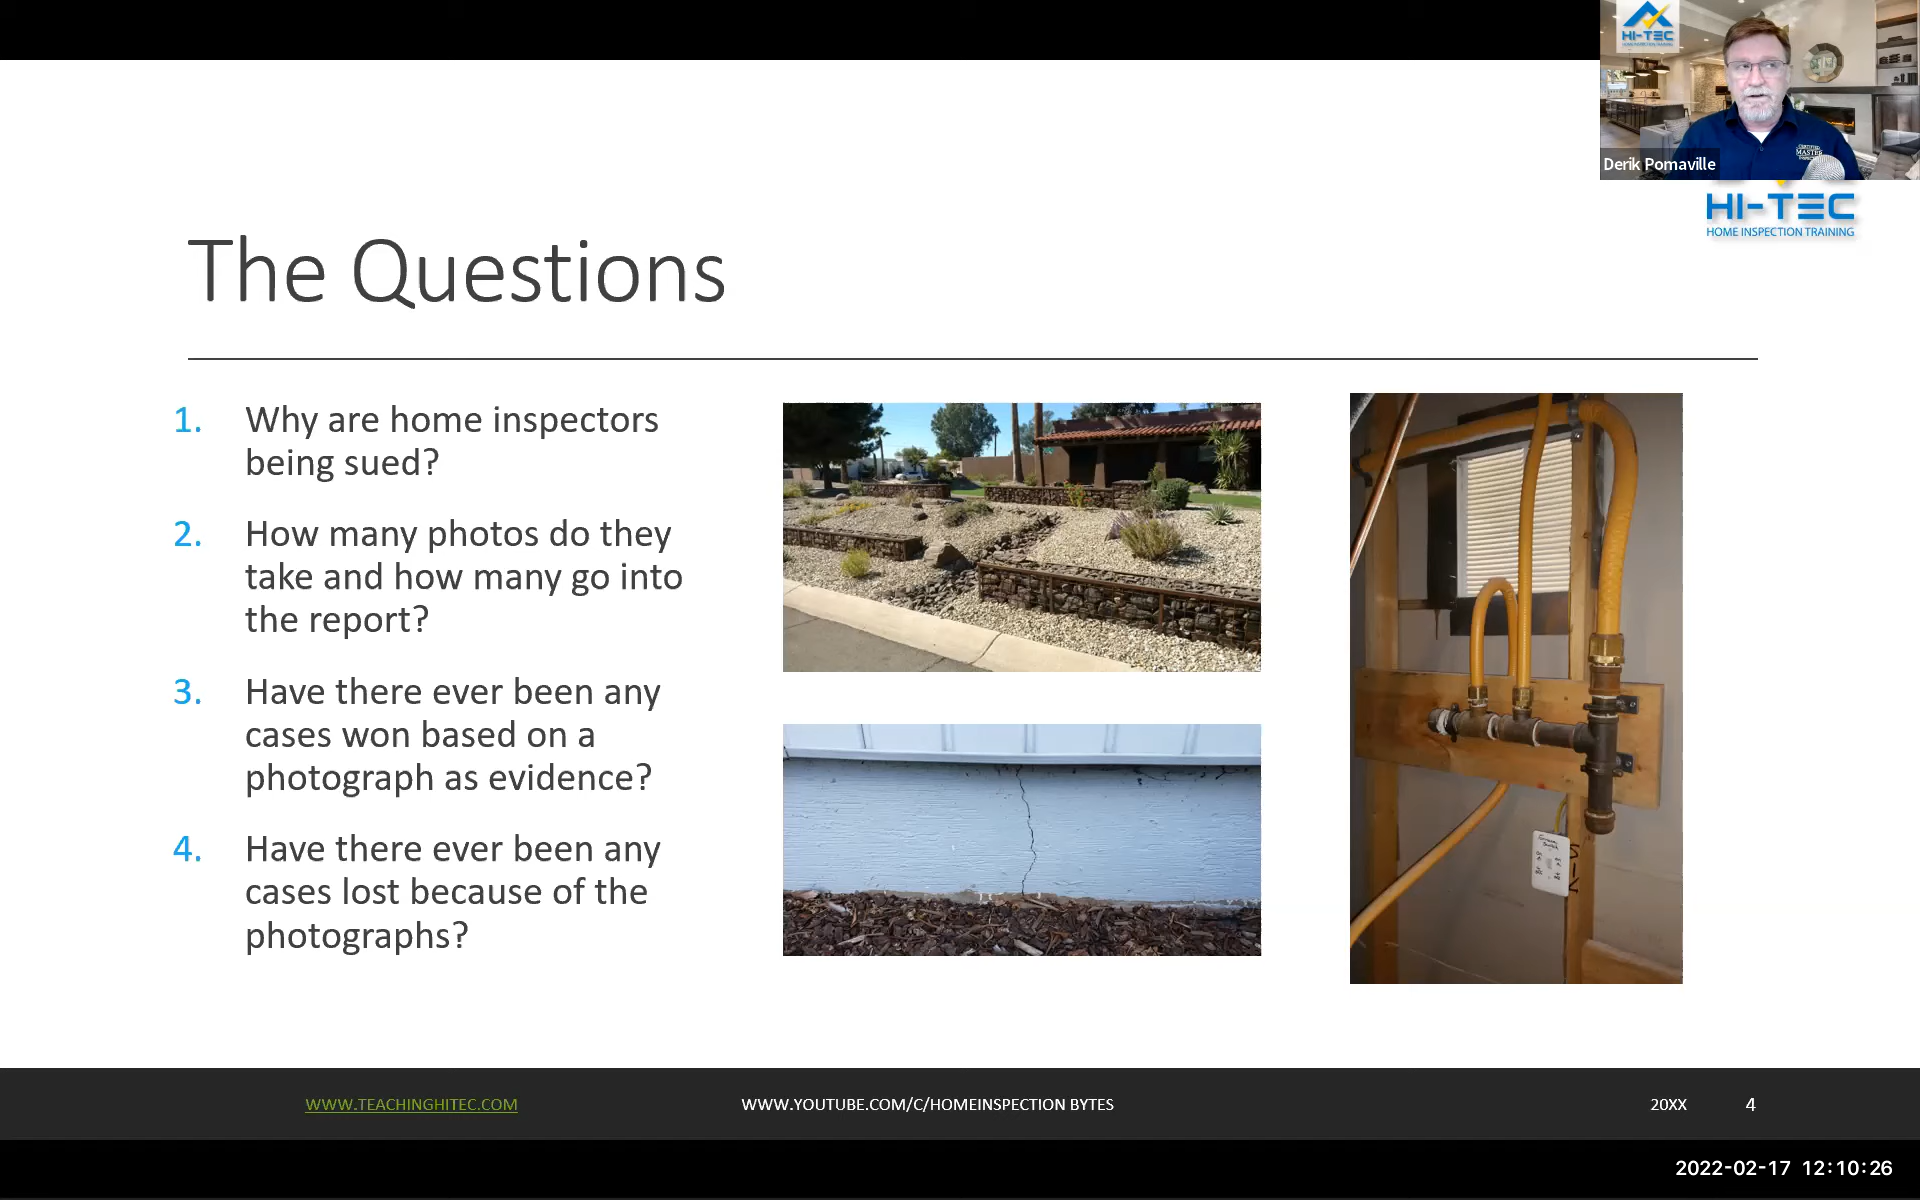 HI-TEC
CERTIFIED
MASTER
INSPECTOR
Derik Pomaville
HI-TEC
HOME INSPECTION TRAINING
The Questions
1. Why are home inspectors
being sued?
2. How many photos do they
take and how many go into
the report?
3. Have there ever been any
cases won based on a
photograph as evidence?
4. Have there ever been any
cases lost because of the
photographs?
WWW.TEACHINGHITEC.COM
WWW.YOUTUBE.COM/C/HOMEINSPECTION BYTES
20XX
4
2022-02-17 12:10:26